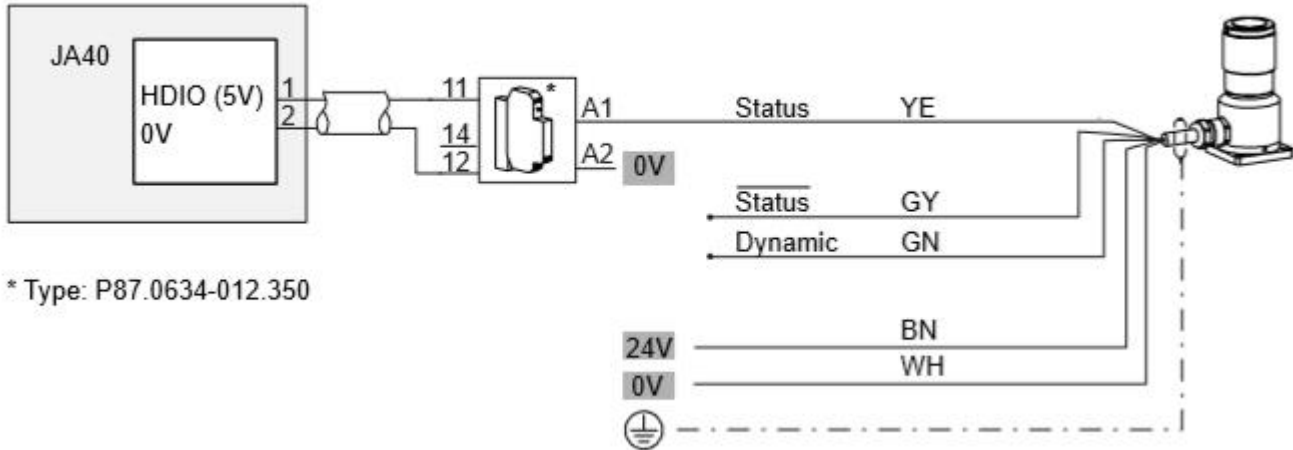 JA40
HDIO (5V)
0V
1
2
11
14
12
*
A1
A2
0V
Status YE
Status GY
Dynamic GN
* Type: P87.0634-012.350
24V
BN
0V
WH